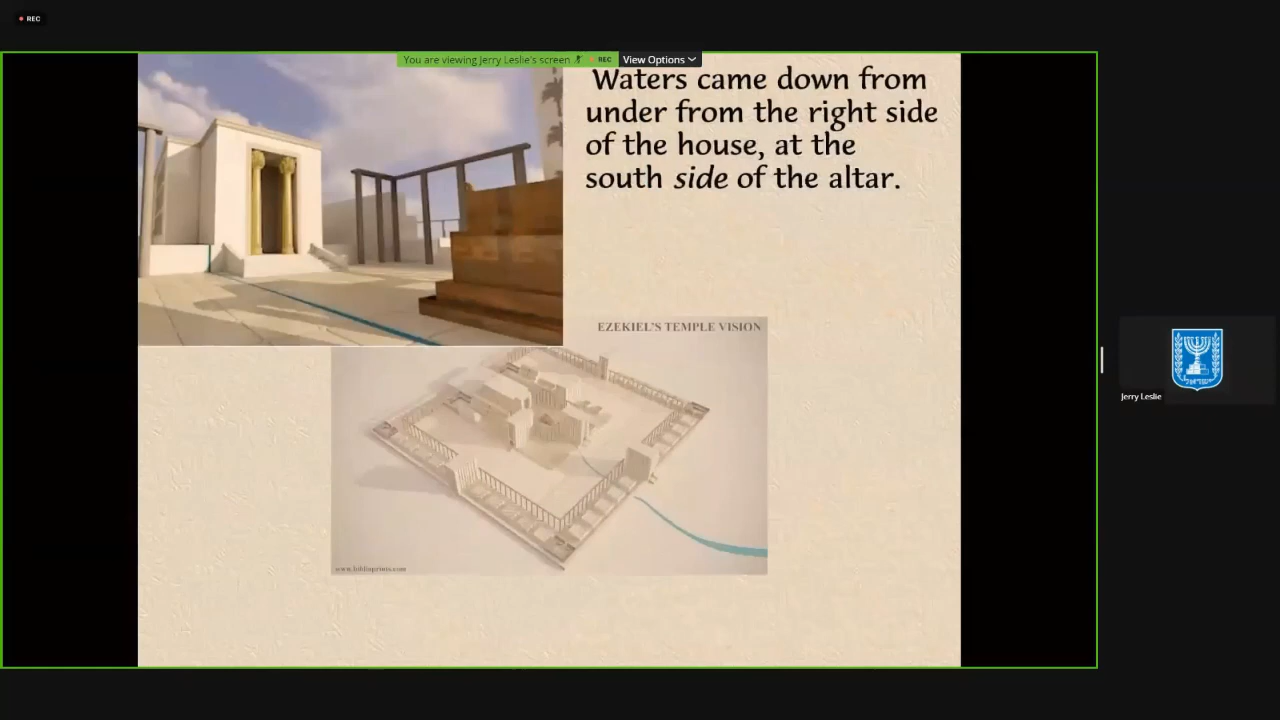 REC
You are viewing Jerry Leslie's screen
REC
View Options
Waters came down from
under from the right side
of the house, at the
south side of the altar.
EZEKIEL'S TEMPLE VISION
ישראל
Jerry Leslie